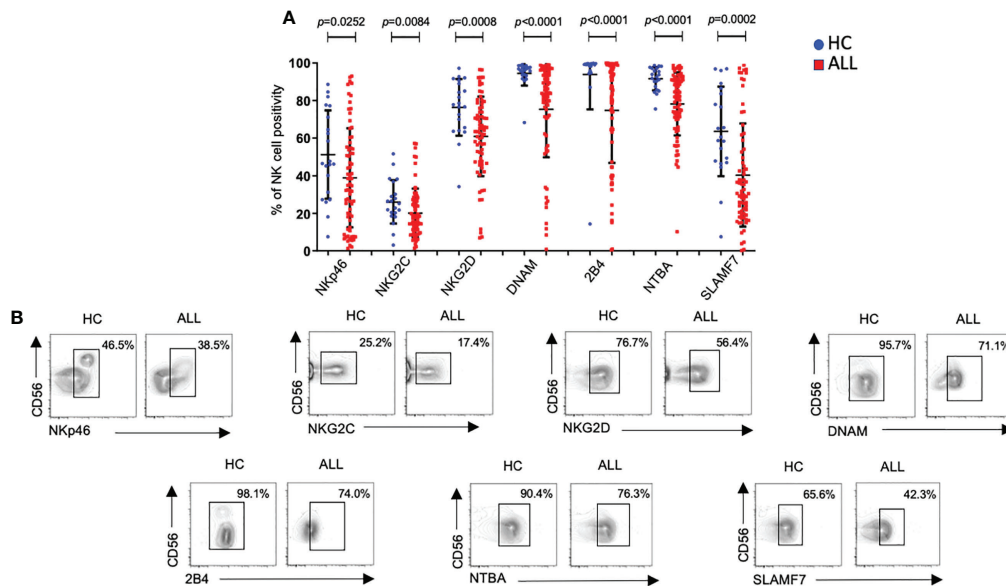 A
p=0.0252 p=0.0084 p=0.0008 p<0.0001 p<0.0001 p<0.0001 p=0.0002
HC
ALL
% of NK cell positivity
100
80
60
40
20
0
NKp46 NKG2C NKG2D DNAM 2B4 NTBA SLAMF7
B
HC ALL HC ALL HC ALL HC ALL
46.5% 38.5% 25.2% 17.4% 76.7% 56.4% 95.7% 71.1%
CD56 CD56 CD56 CD56
NKp46 NKG2C NKG2D DNAM
HC ALL HC ALL HC ALL
98.1% 74.0% 90.4% 76.3% 65.6% 42.3%
CD56 CD56 CD56
2B4 NTBA SLAMF7